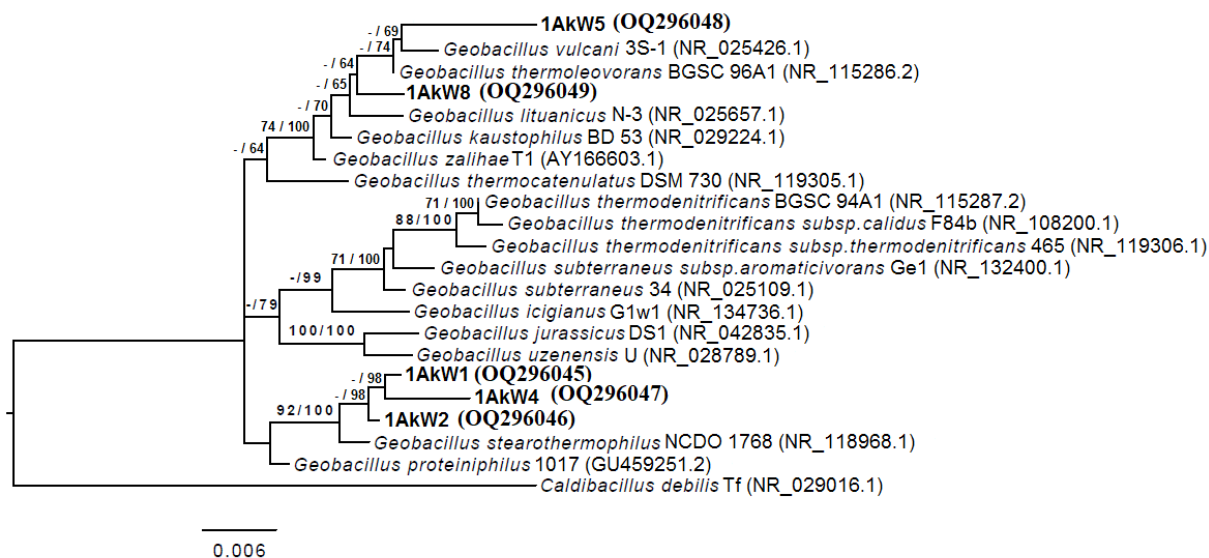 - / 69
1AkW5 (OQ296048)
- / 74
Geobacillus vulcani 3S-1 (NR_025426.1)
- / 64
Geobacillus thermoleovorans BGSC 96A1 (NR_115286.2)
- / 65
1AkW8 (OQ296049)
- / 70
Geobacillus lituanicus N-3 (NR_025657.1)
74 / 100
Geobacillus kaustophilus BD 53 (NR_029224.1)
- / 64
Geobacillus zalihae T1 (AY166603.1)
Geobacillus thermocatenulatus DSM 730 (NR_119305.1)
71 / 100
Geobacillus thermodenitrificans BGSC 94A1 (NR_115287.2)
88/100
Geobacillus thermodenitrificans subsp.calidus F84b (NR_108200.1)
Geobacillus thermodenitrificans subsp.thermodenitrificans 465 (NR_119306.1)
71 / 100
Geobacillus subterraneus subsp.aromaticivorans Ge1 (NR_132400.1)
- /99
Geobacillus subterraneus 34 (NR_025109.1)
- / 79
Geobacillus icigianus G1w1 (NR_134736.1)
100/100
Geobacillus jurassicus DS1 (NR_042835.1)
Geobacillus uzenensis U (NR_028789.1)
- / 98
1AkW1 (OQ296045)
- / 98
1AkW4 (OQ296047)
92/100
1AkW2 (OQ296046)
Geobacillus stearothermophilus NCDO 1768 (NR_118968.1)
Geobacillus proteiniphilus 1017 (GU459251.2)
Caldibacillus debilis Tf (NR_029016.1)
0.006